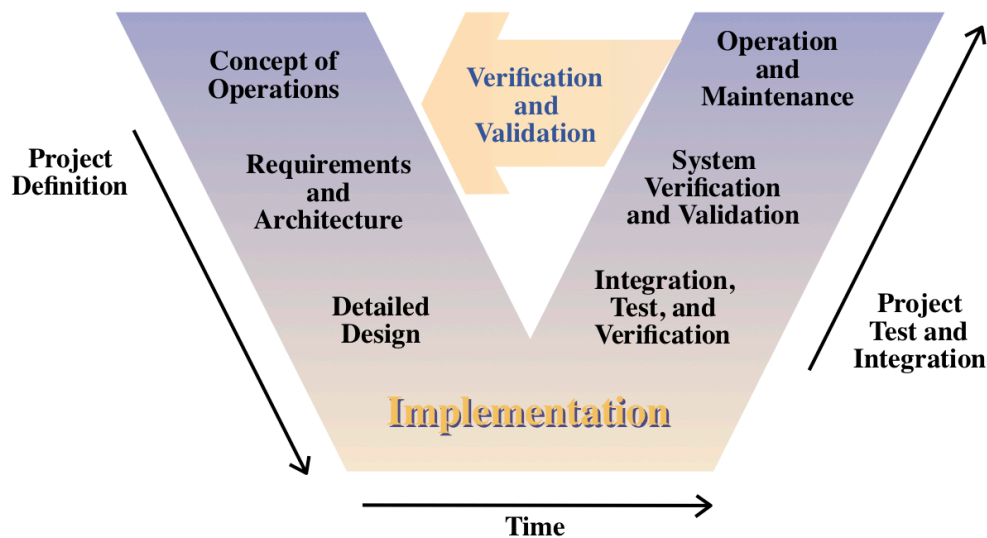 Concept of
Operations
Verification
and
Validation
Operation
and
Maintenance
Project
Definition
Requirements
and
Architecture
System
Verification
and Validation
Detailed
Design
Integration,
Test, and
Verification
Project
Test and
Integration
Implementation
Time